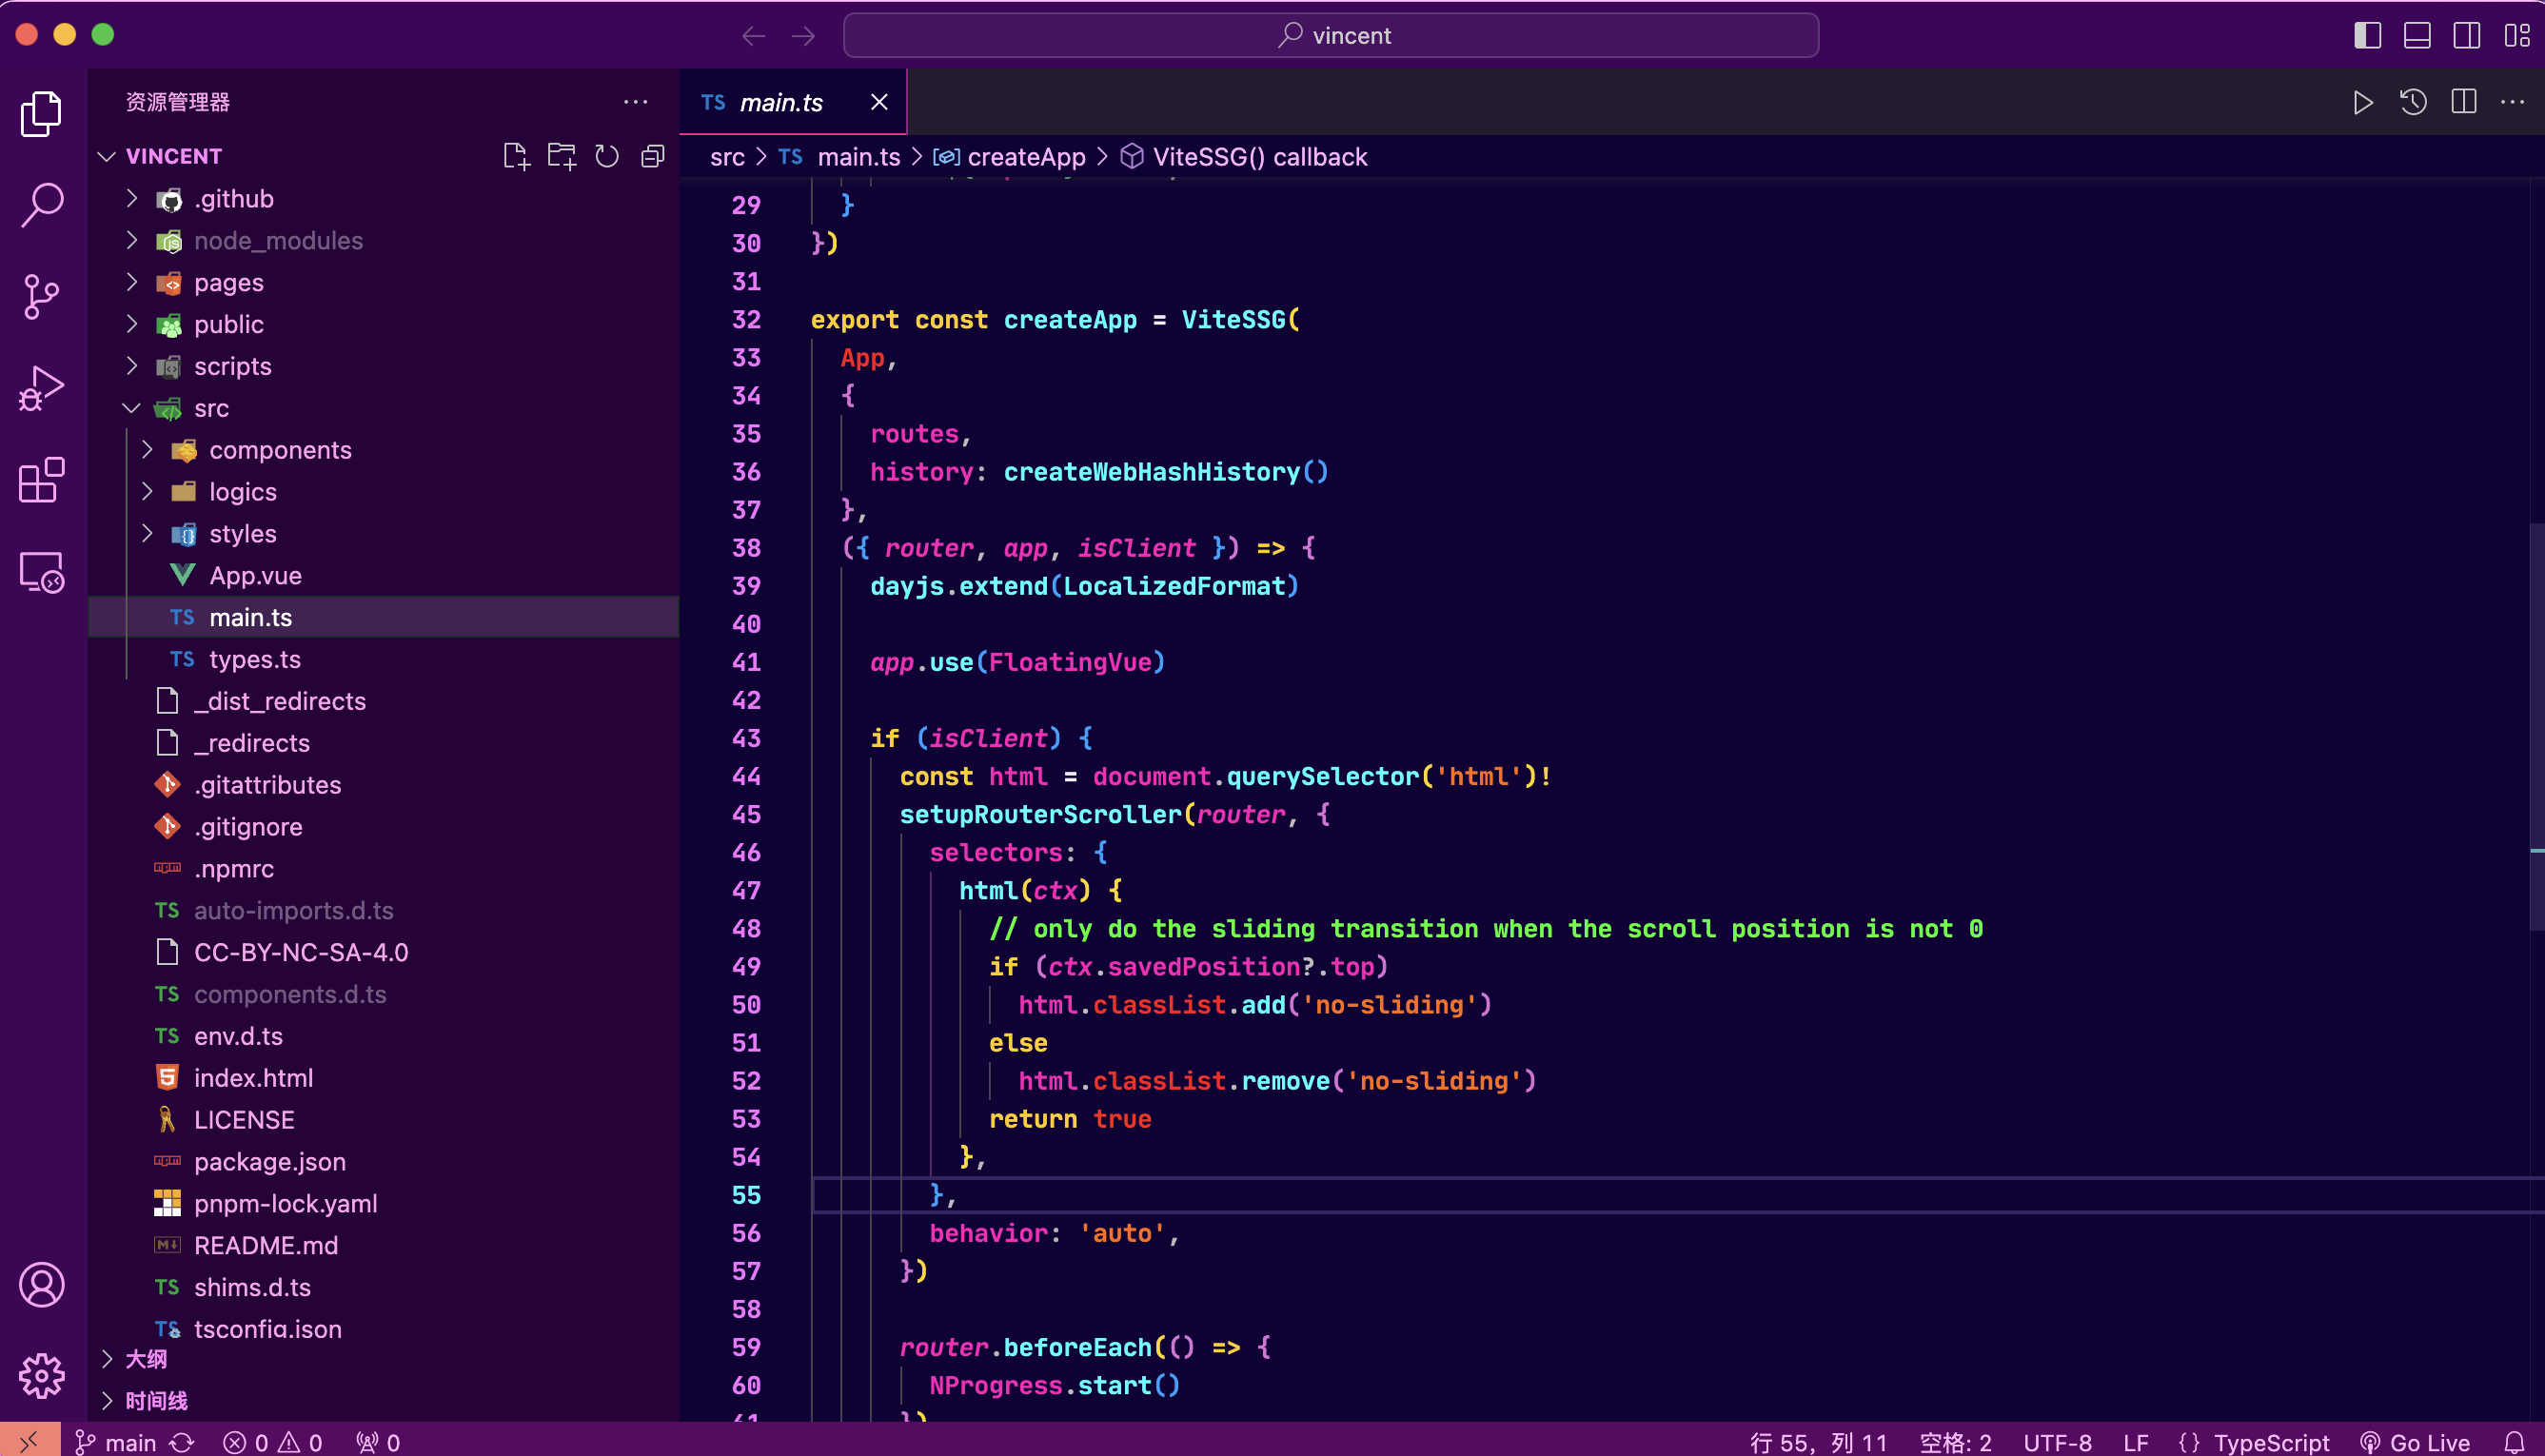 vincent
资源管理器
VINCENT
.github
node_modules
pages
public
scripts
src
components
logics
styles
App.vue
TS main.ts
TS types.ts
_dist_redirects
_redirects
.gitattributes
.gitignore
.npmrc
TS auto-imports.d.ts
CC-BY-NC-SA-4.0
TS components.d.ts
TS env.d.ts
index.html
LICENSE
package.json
pnpm-lock.yaml
README.md
TS shims.d.ts
tsconfig.json
大纲
时间线
TS main.ts
src > TS main.ts > createApp > ViteSSG() callback
29 }
30 })
31
32 export const createApp = ViteSSG(
33 App,
34 {
35 routes,
36 history: createWebHashHistory()
37 },
38 ({ router, app, isClient }) => {
39 dayjs.extend(LocalizedFormat)
40
41 app.use(FloatingVue)
42
43 if (isClient) {
44 const html = document.querySelector('html')!
45 setupRouterScroller(router, {
46 selectors: {
47 html(ctx) {
48 // only do the sliding transition when the scroll position is not 0
49 if (ctx.savedPosition?.top)
50 html.classList.add('no-sliding')
51 else
52 html.classList.remove('no-sliding')
53 return true
54 },
55 },
56 behavior: 'auto',
57 })
58
59 router.beforeEach(() => {
60 NProgress.start()
61 })
main 0 0 0 行 55，列 11 空格: 2 UTF-8 LF {} TypeScript Go Live